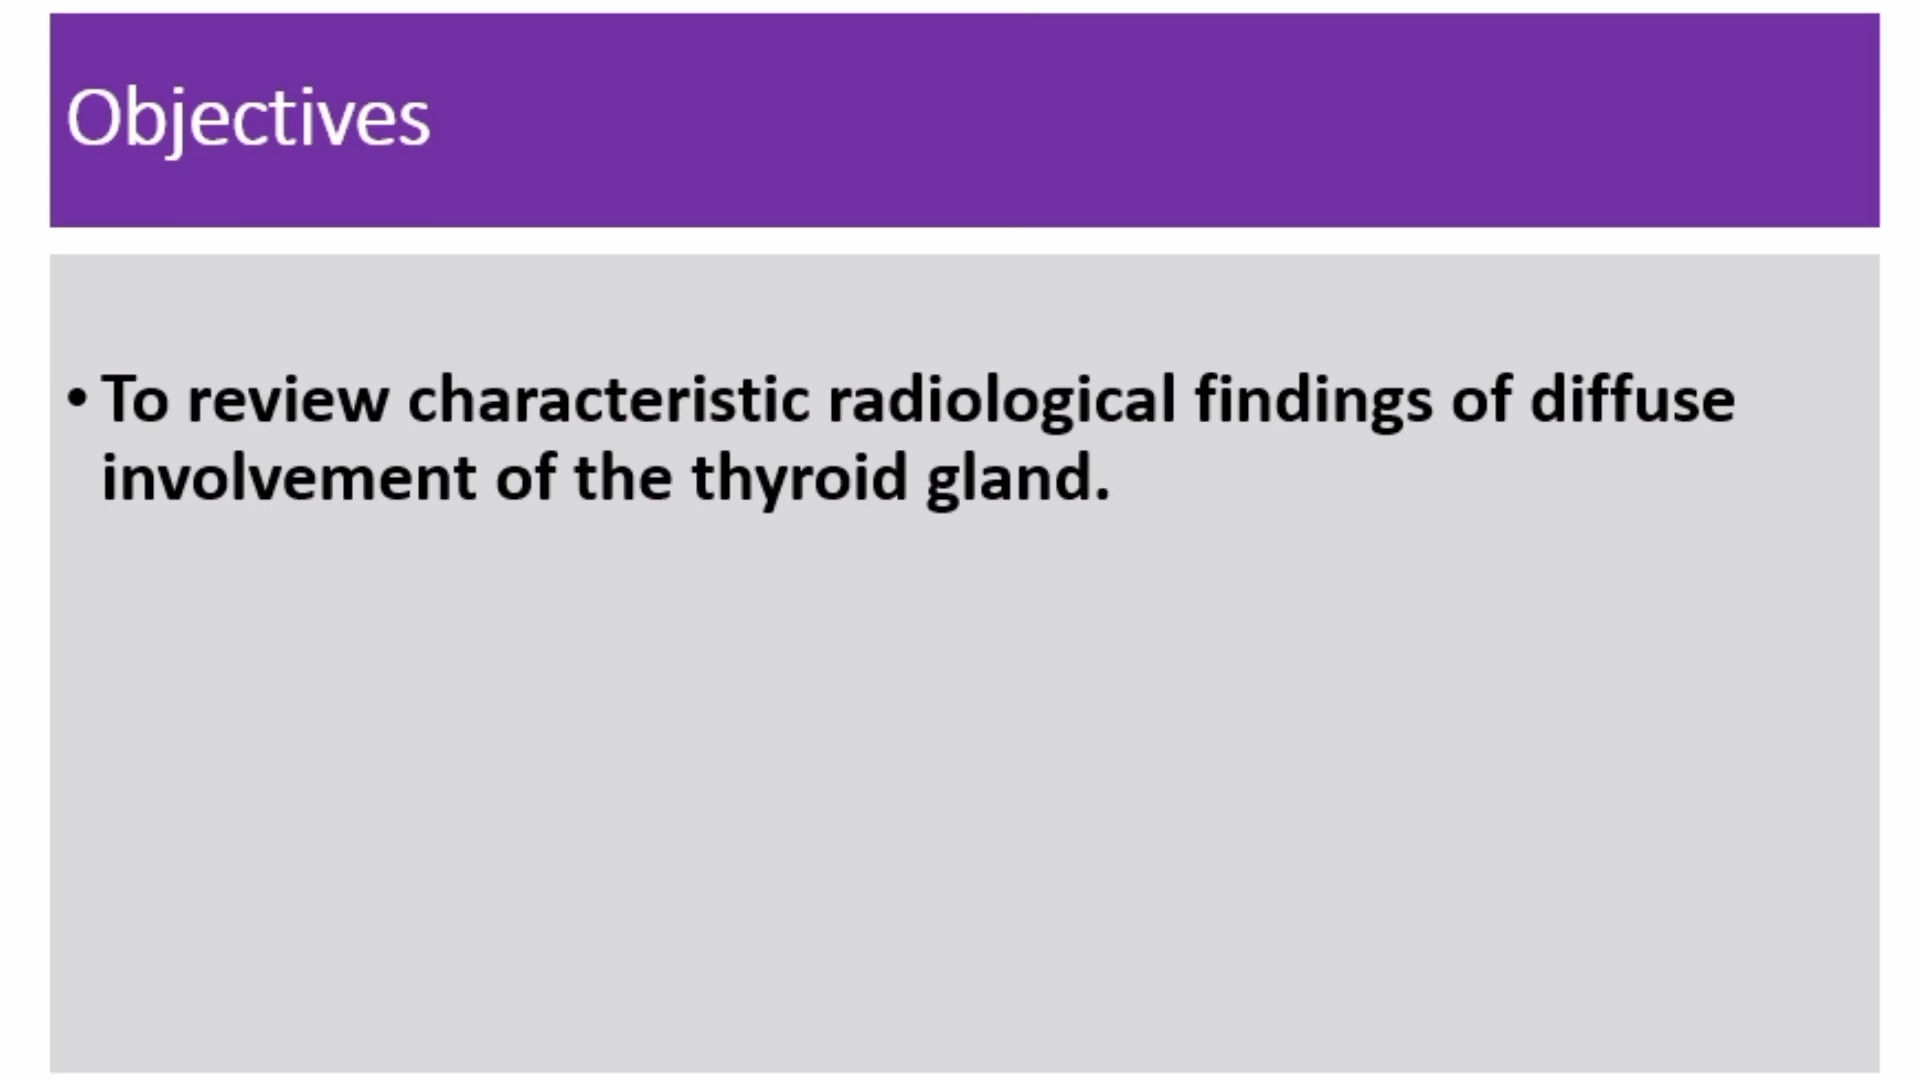 Objectives
• To review characteristic radiological findings of diffuse
involvement of the thyroid gland.